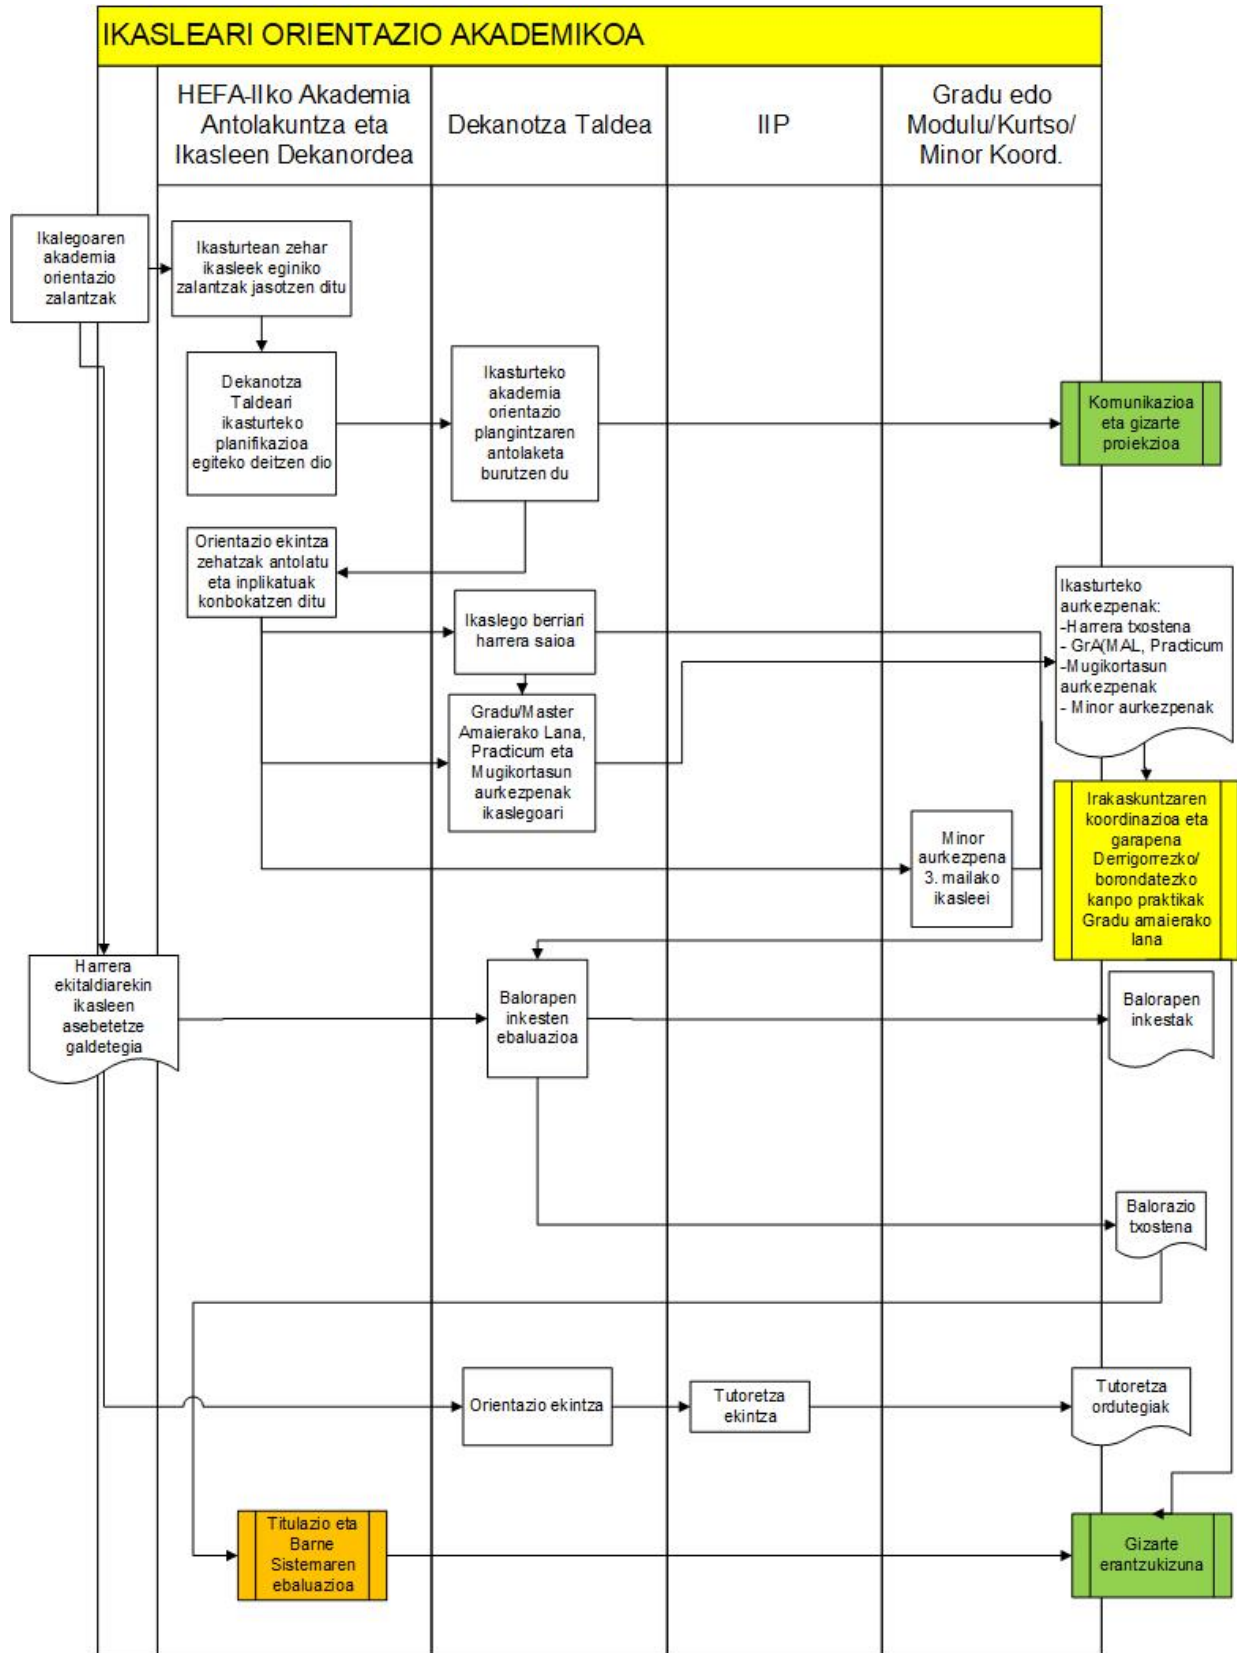 IKASLEARI ORIENTAZIO AKADEMIKOA
HEFA-IIko Akademia
Antolakuntza eta
Ikasleen Dekanordea
Dekanotza Taldea
IIP
Gradu edo
Modulu/Kurtso/
Minor Koord.
Ikalegoaren
akademia
orientazio
zalantzak
Ikasturtean zehar
ikasleek eginiko
zalantzak jasotzen ditu
Dekanotza
Taldeari
ikasturteko
planifikazioa
egiteko deitzen dio
Ikasturteko
akademia
orientazio
plangintzaren
antolaketa
burutzen du
Komunikazioa
eta gizarte
proiekzioa
Orientazio ekintza
zehatzak antolatu
eta inplikatuak
konbokatzen ditu
Ikaslego berriari
harrera saioa
Ikasturteko
aurkezpenak:
-Harrera txostena
- GrA(MAL, Practicum
-Mugikortasun
aurkezpenak
- Minor aurkezpenak
Gradu/Master
Amaierako Lana,
Practicum eta
Mugikortasun
aurkezpenak
ikaslegoari
Minor
aurkezpena
3. mailako
ikasleei
Irakaskuntzaren
koordinazioa eta
garapena
Derrigorrezko/
borondatezko
kanpo praktikak
Gradu amaierako
lana
Harrera
ekitaldiarekin
ikasleen
asebetetze
galdetegia
Balorapen
inkesten
ebaluazioa
Balorapen
inkestak
Balorazio
txostena
Orientazio ekintza
Tutoretza
ekintza
Tutoretza
ordutegiak
Titulazio eta
Barne
Sistemaren
ebaluazioa
Gizarte
erantzukizuna